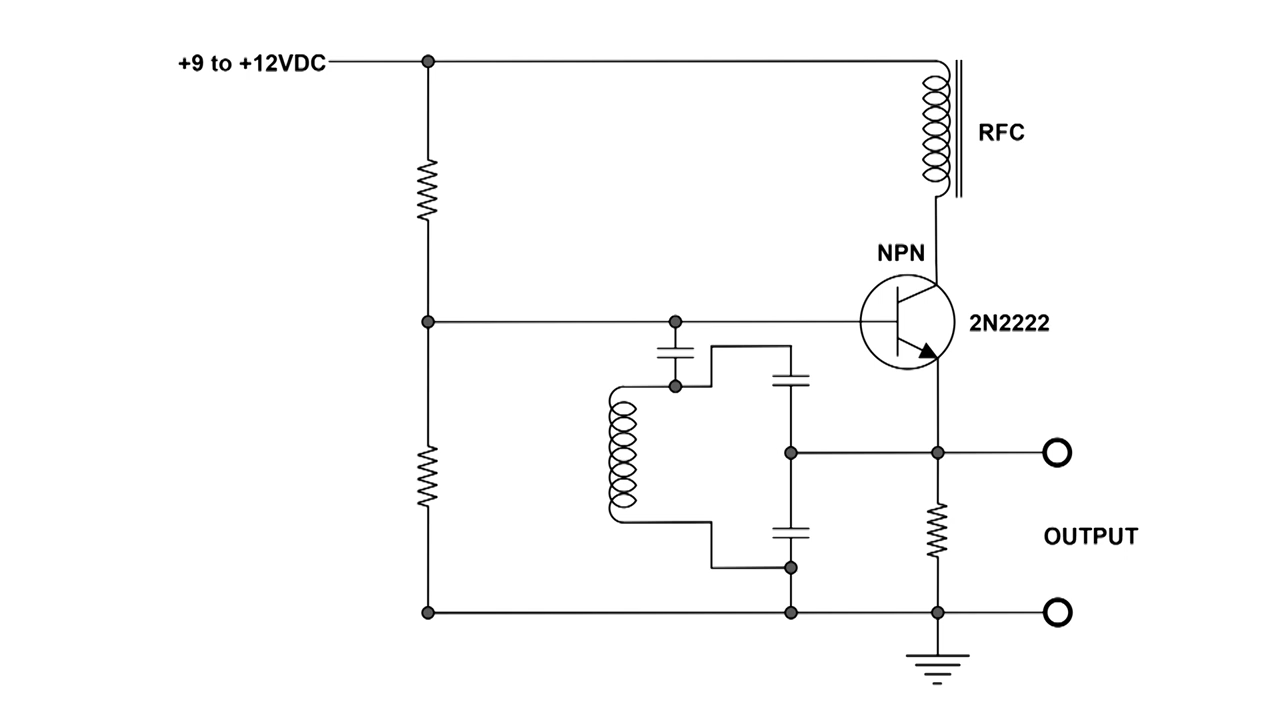 +9 to +12VDC
RFC
NPN
2N2222
OUTPUT